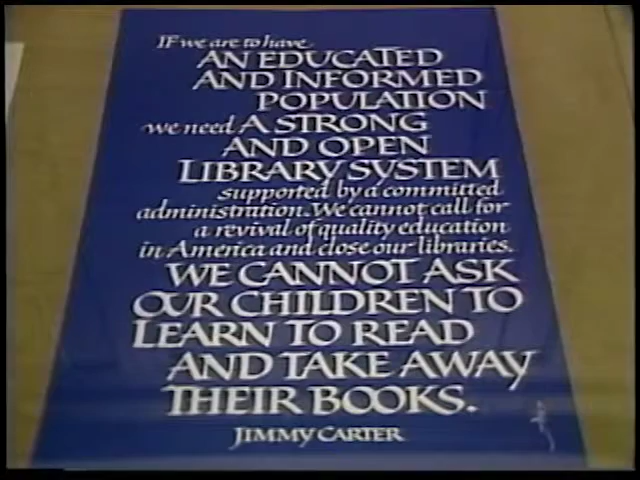 IF we are to have
AN EDUCATED
AND INFORMED
POPULATION
we need A STRONG
AND OPEN
LIBRARY SYSTEM
supported by a committed
administration. We cannot call for
a revival of quality education
in America and close our libraries.
WE CANNOT ASK
OUR CHILDREN TO
LEARN TO READ
AND TAKE AWAY
THEIR BOOKS.
JIMMY CARTER